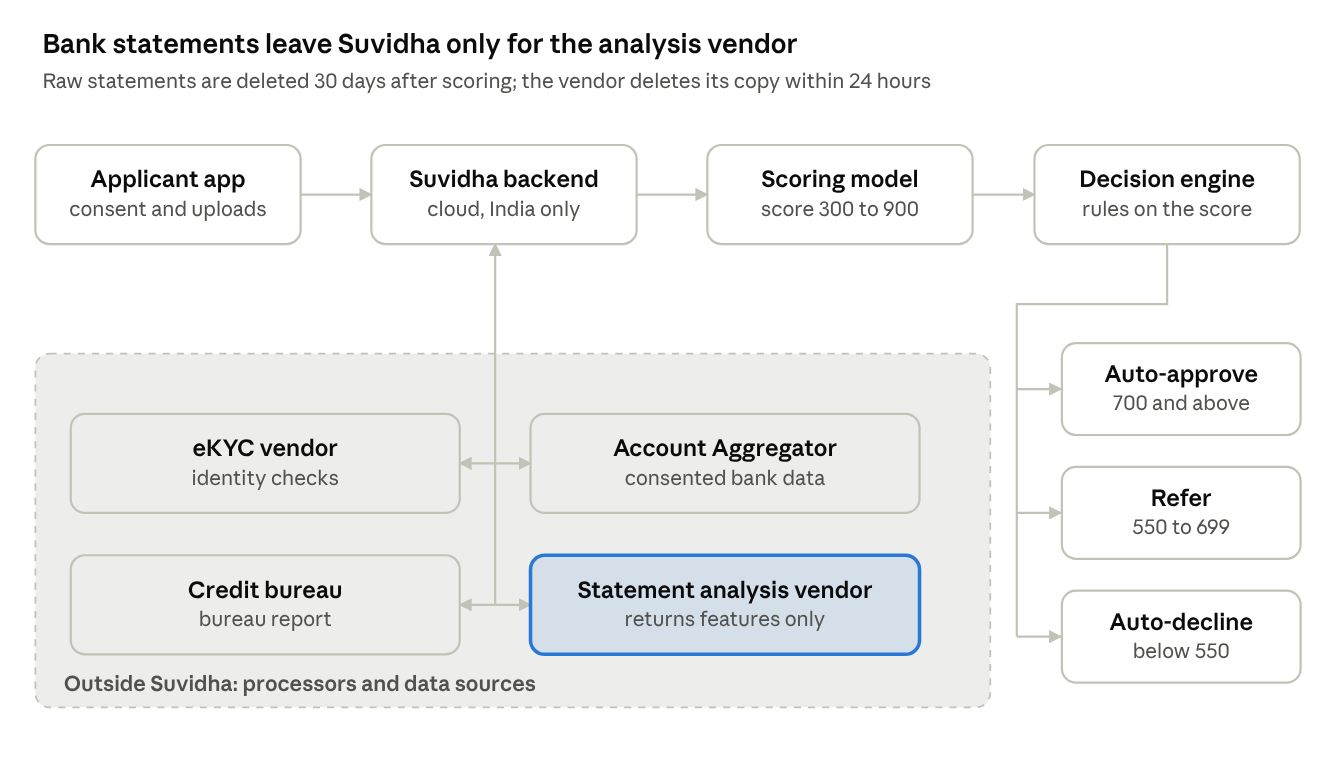 Bank statements leave Suvidha only for the analysis vendor
Raw statements are deleted 30 days after scoring; the vendor deletes its copy within 24 hours
Applicant app
consent and uploads
Suvidha backend
cloud, India only
Scoring model
score 300 to 900
Decision engine
rules on the score
eKYC vendor
identity checks
Account Aggregator
consented bank data
Credit bureau
bureau report
Statement analysis vendor
returns features only
Outside Suvidha: processors and data sources
Auto-approve
700 and above
Refer
550 to 699
Auto-decline
below 550